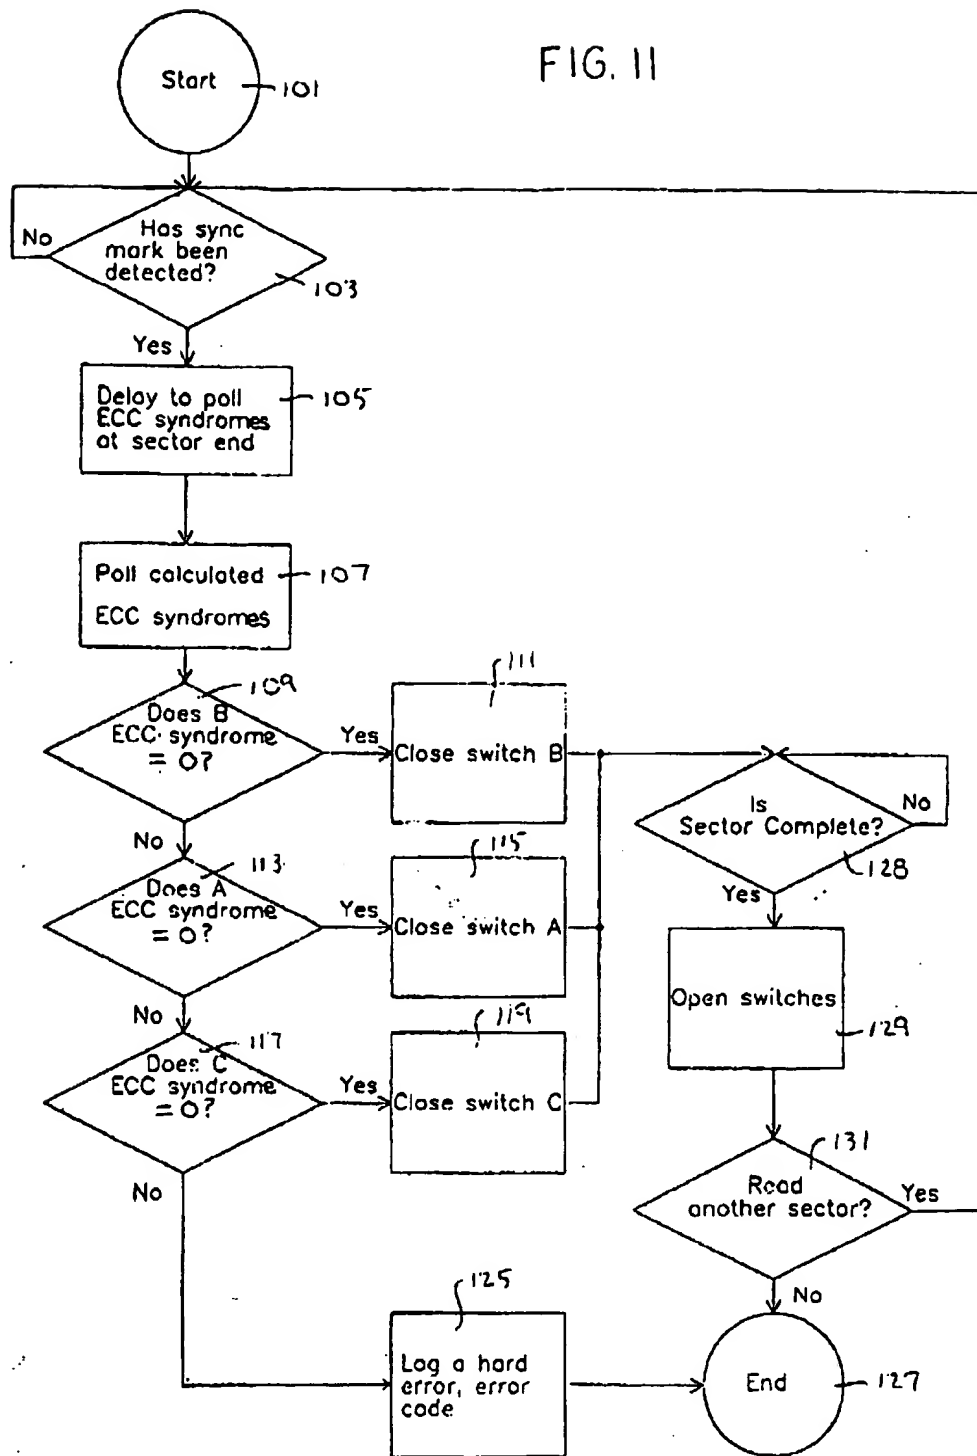 FIG. 11
Start
101
Has sync
mark been
detected?
103
No
Yes
Delay to poll
ECC syndromes
at sector end
105
Poll calculated
ECC syndromes
107
109
Does B
ECC syndrome
= 0?
Yes
No
111
Close switch B
113
Does A
ECC syndrome
= 0?
Yes
No
115
Close switch A
117
Does C
ECC syndrome
= 0?
Yes
No
119
Close switch C
Is
Sector Complete?
No
128
Yes
Open switches
129
131
Read
another sector?
Yes
No
125
Log a hard
error, error
code
End
127